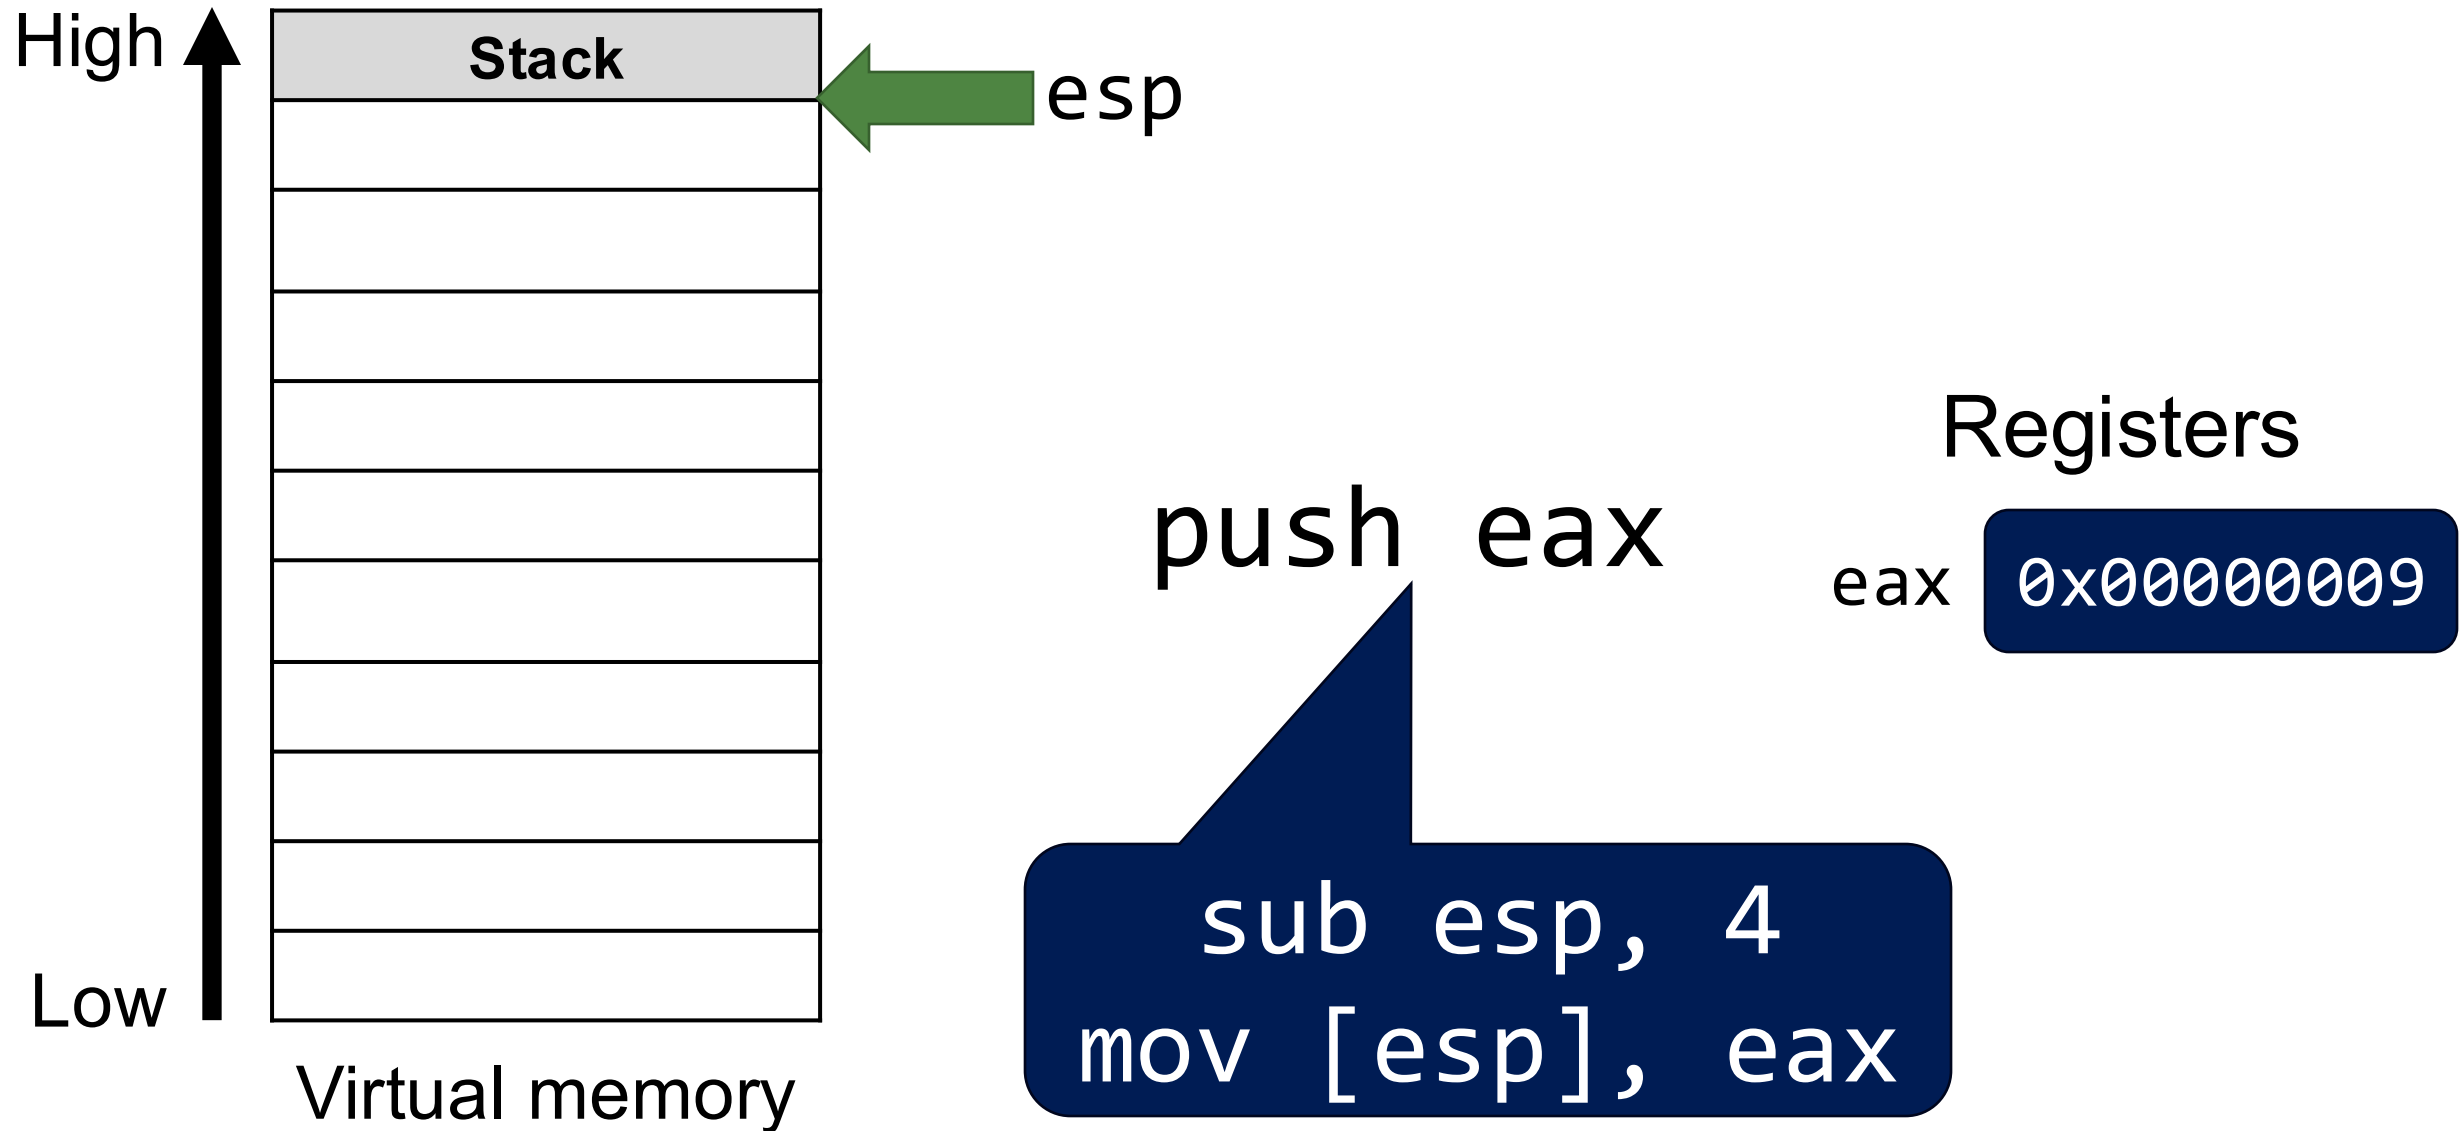 High
Stack
esp
Registers
push eax
eax 0x00000009
sub esp, 4
mov [esp], eax
Low
Virtual memory